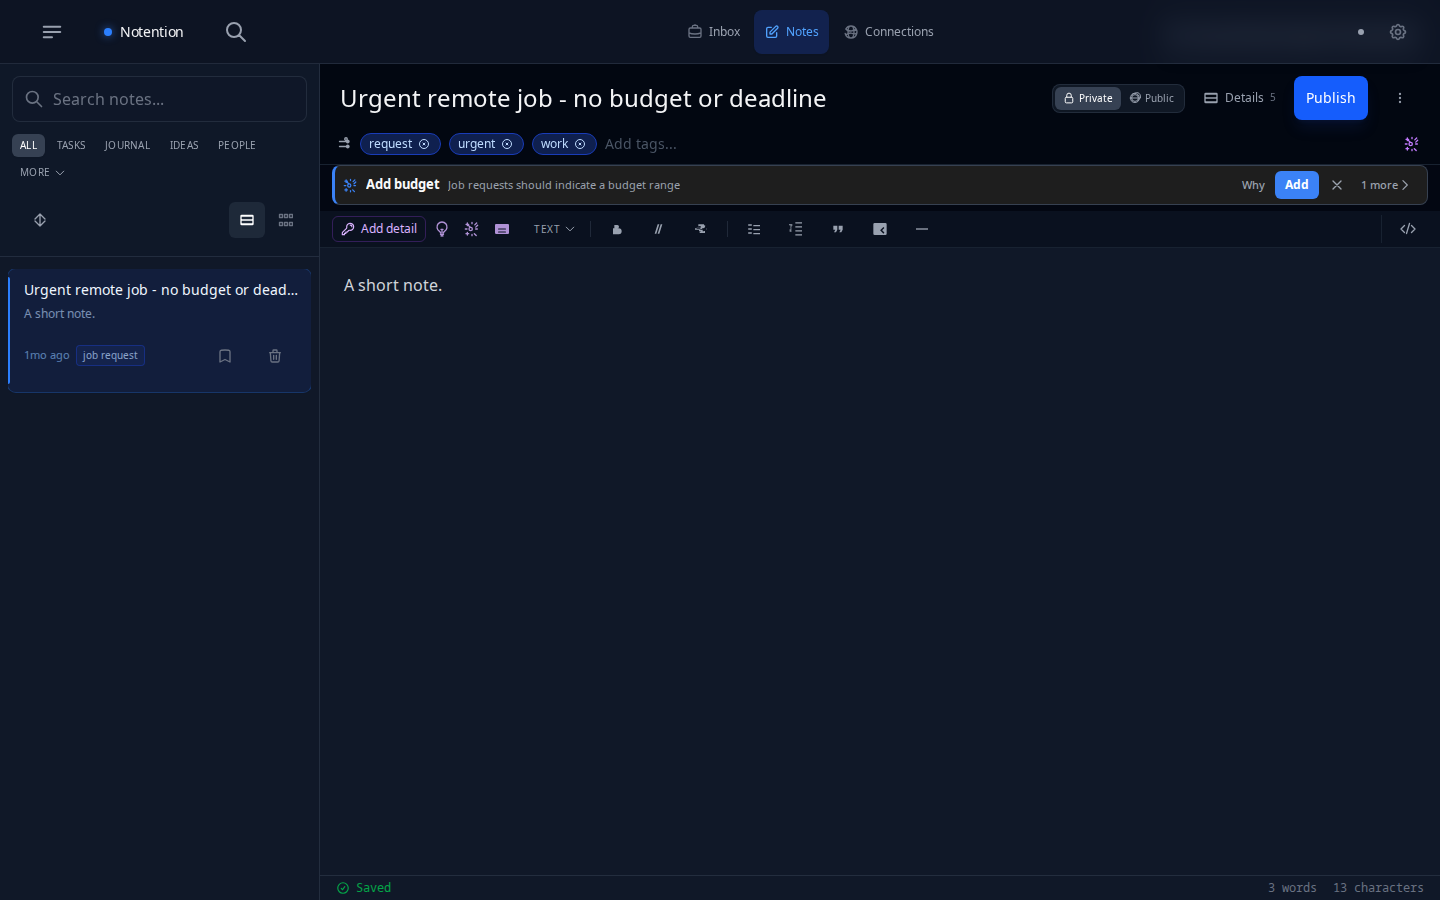 Notention
Inbox
Notes
Connections
Search notes...
ALL
TASKS
JOURNAL
IDEAS
PEOPLE
MORE
Urgent remote job - no budget or dead...
A short note.
1mo ago
job request
Urgent remote job - no budget or deadline
Private
Public
Details 5
Publish
request
urgent
work
Add tags...
Add budget
Job requests should indicate a budget range
Why
Add
1 more
Add detail
TEXT
A short note.
Saved
3 words
13 characters